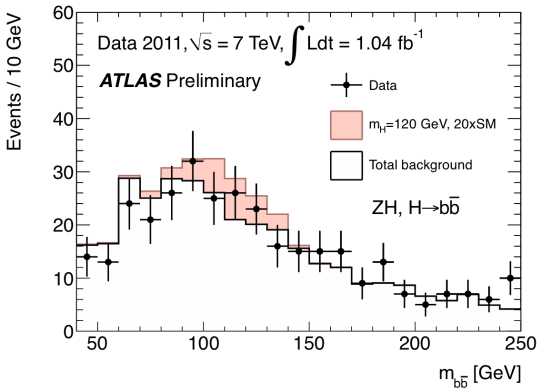 60
50
40
30
20
10
0
Events / 10 GeV
Data 2011, √s = 7 TeV, ∫ Ldt = 1.04 fb⁻¹
ATLAS Preliminary
Data
m_H=120 GeV, 20xSM
Total background
ZH, H→bb̅
50 100 150 200 250
m_bb̅ [GeV]